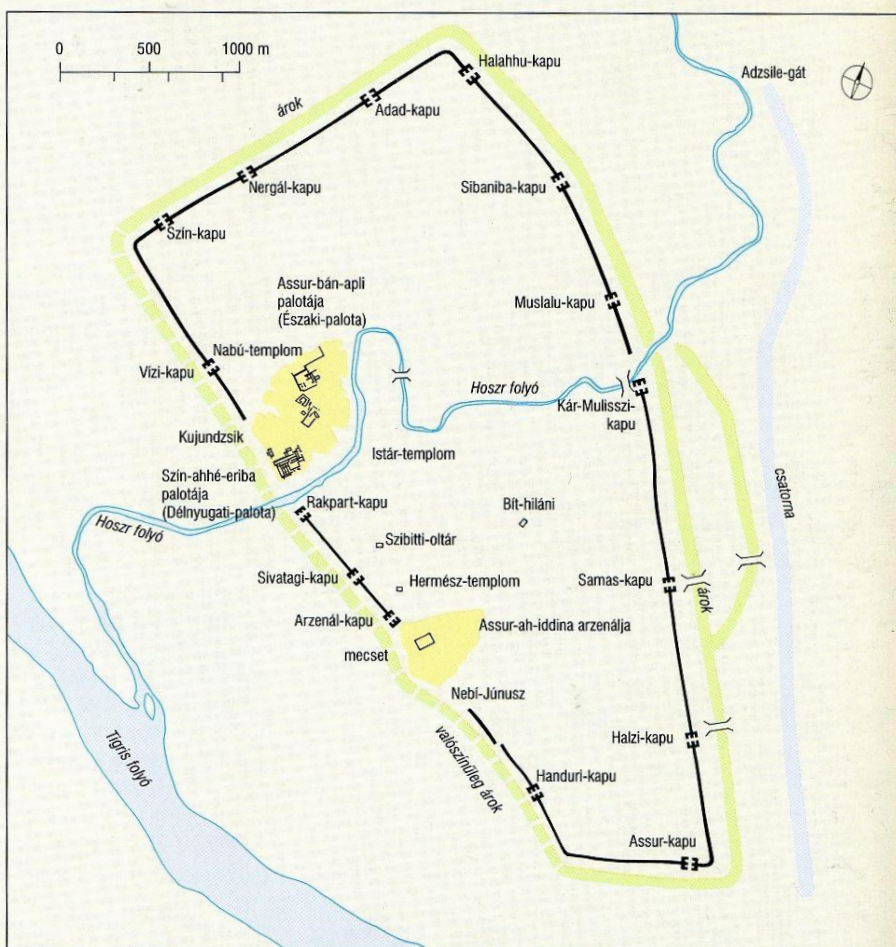 0 500 1000 m
Halahhu-kapu
Adzsile-gát
árok
Adad-kapu
Nergál-kapu
Sibaniba-kapu
Szín-kapu
Assur-bán-apli
palotája
(Északi-palota)
Muslalu-kapu
Nabú-templom
Vízi-kapu
Hoszr folyó
Kár-Mulisszi-
kapu
Kujundzsik
Istár-templom
Szín-ahhé-eriba
palotája
(Délnyugati-palota)
csatorna
Rakpart-kapu
Bít-hiláni
Hoszr folyó
Szibitti-oltár
Sivatagi-kapu
Hermész-templom
Samas-kapu
árok
Arzenál-kapu
Assur-ah-iddina arzenálja
mecset
Nebí-Júnusz
Tigris folyó
valószínűleg árok
Halzi-kapu
Handuri-kapu
Assur-kapu